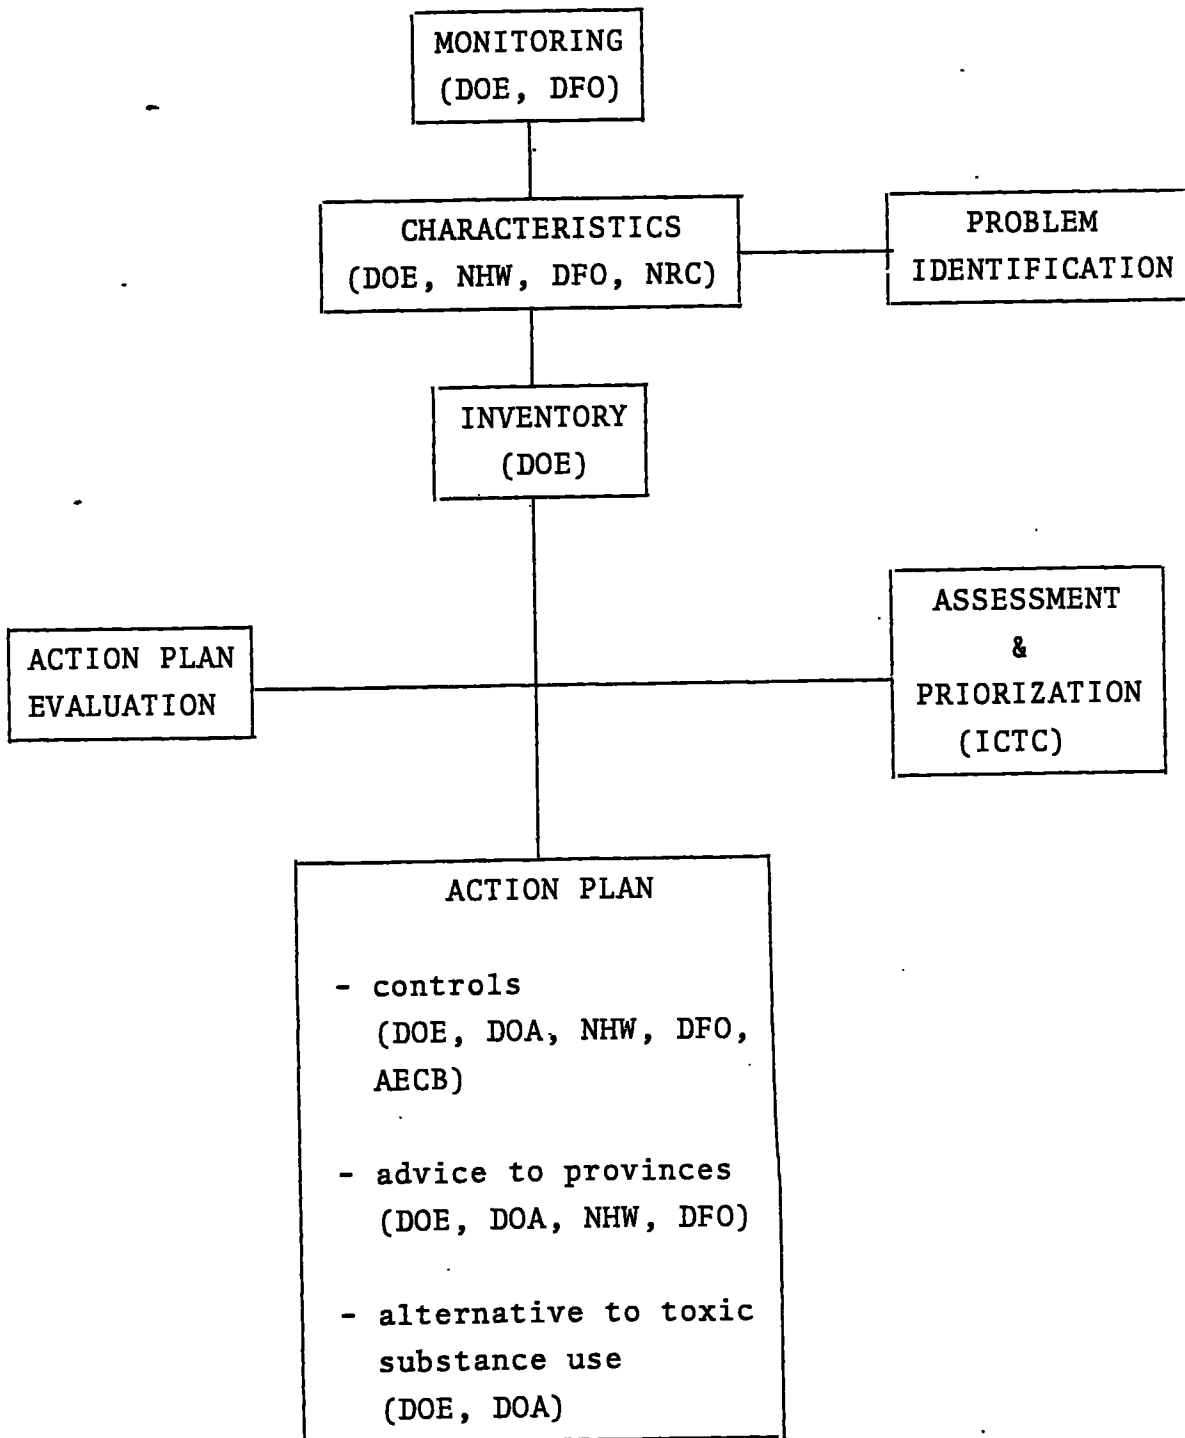 MONITORING
(DOE, DFO)
CHARACTERISTICS
(DOE, NHW, DFO, NRC)
PROBLEM
IDENTIFICATION
INVENTORY
(DOE)
ASSESSMENT
&
PRIORIZATION
(ICTC)
ACTION PLAN
EVALUATION
ACTION PLAN
- controls
(DOE, DOA, NHW, DFO,
AECB)
- advice to provinces
(DOE, DOA, NHW, DFO)
- alternative to toxic
substance use
(DOE, DOA)